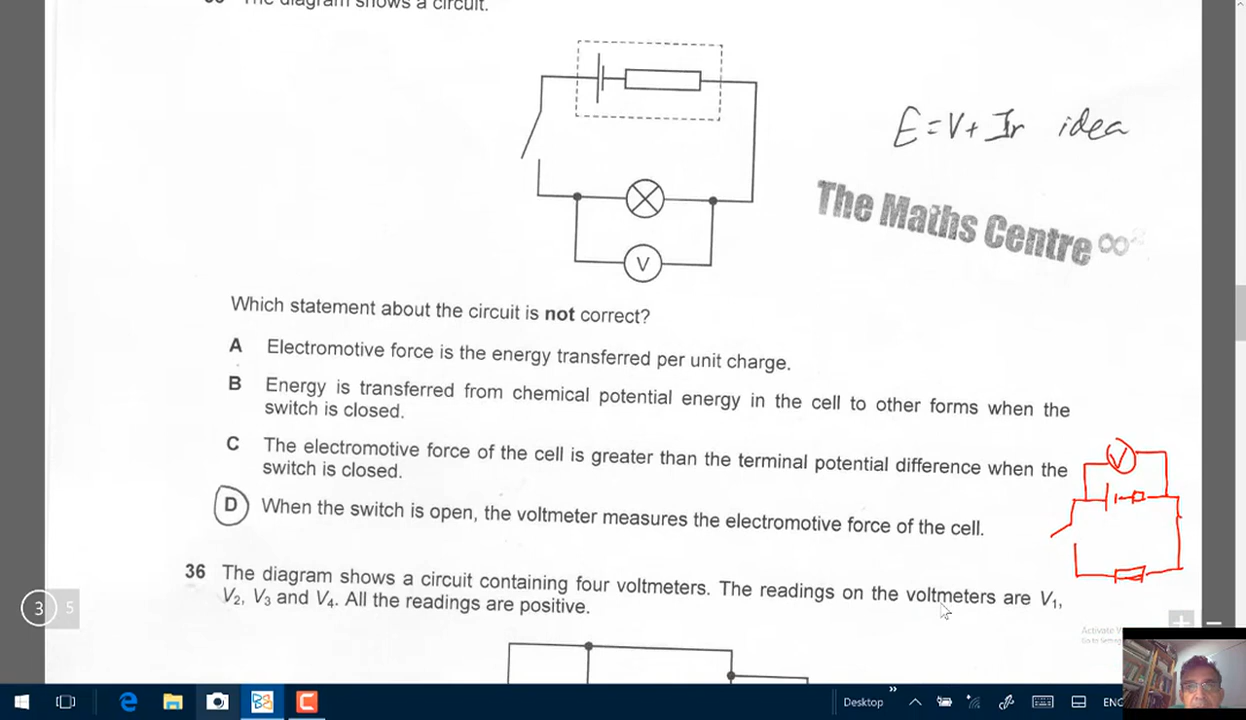 The diagram shows a circuit.
E = V + Ir idea
The Maths Centre ∞
V
Which statement about the circuit is not correct?
A Electromotive force is the energy transferred per unit charge.
B Energy is transferred from chemical potential energy in the cell to other forms when the
switch is closed.
C The electromotive force of the cell is greater than the terminal potential difference when the
switch is closed.
V
D When the switch is open, the voltmeter measures the electromotive force of the cell.
36 The diagram shows a circuit containing four voltmeters. The readings on the voltmeters are V1,
V2, V3 and V4. All the readings are positive.
3 5
Desktop
ENG